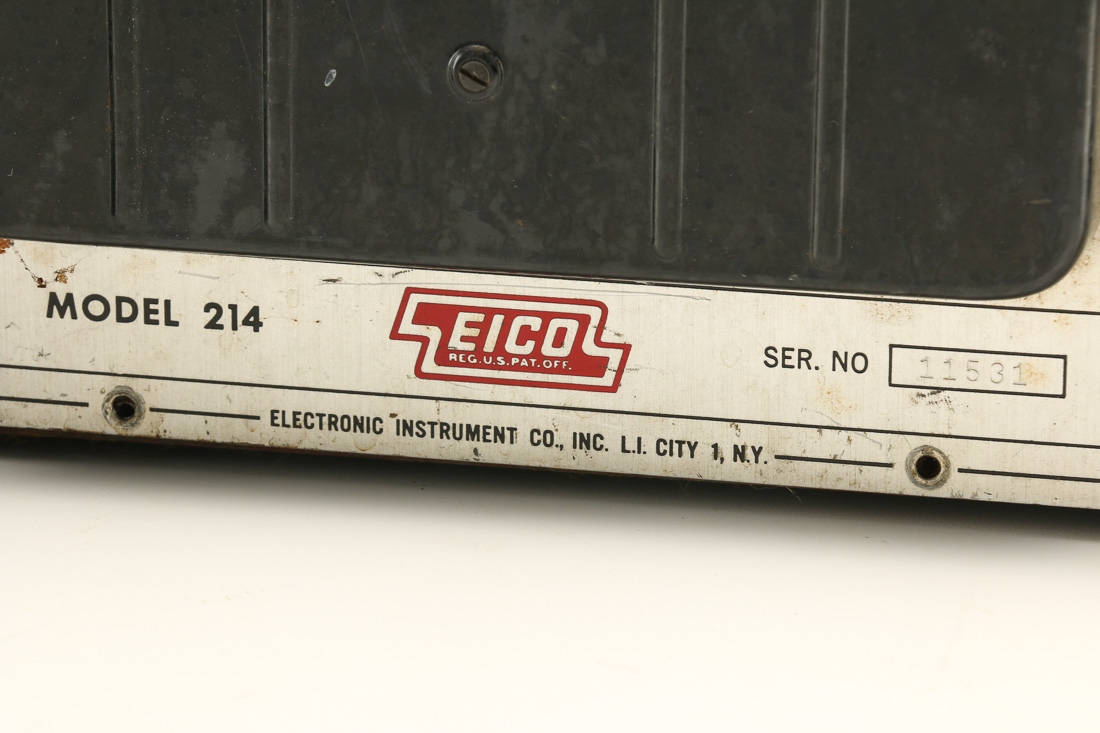 MODEL 214
EICO
REG.U.S.PAT.OFF.
SER. NO 11531
ELECTRONIC INSTRUMENT CO., INC. L.I. CITY 1, N.Y.